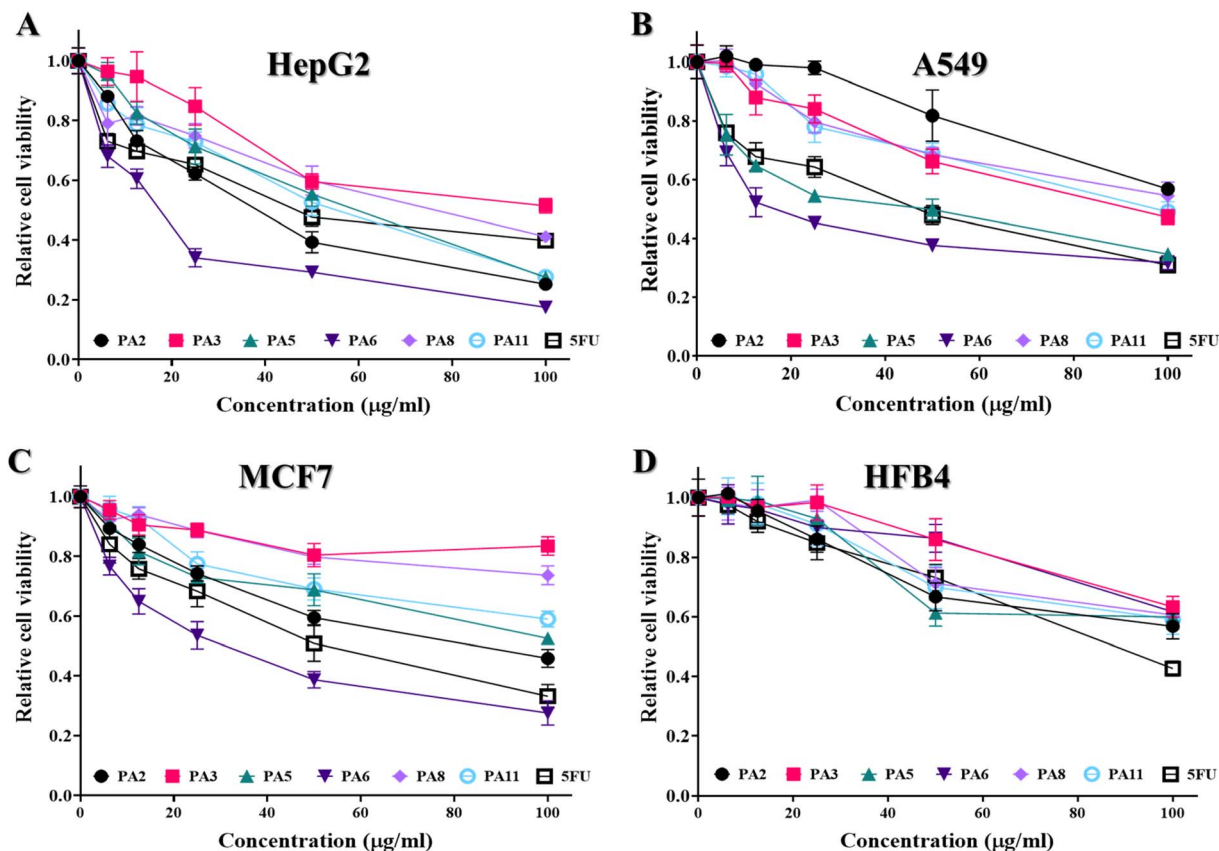 A
HepG2
Relative cell viability
1.0
0.8
0.6
0.4
0.2
0.0
PA2 PA3 PA5 PA6 PA8 PA11 5FU
0 20 40 60 80 100
Concentration (μg/ml)
B
A549
Relative cell viability
1.0
0.8
0.6
0.4
0.2
0.0
PA2 PA3 PA5 PA6 PA8 PA11 5FU
0 20 40 60 80 100
Concentration (μg/ml)
C
MCF7
Relative cell viability
1.0
0.8
0.6
0.4
0.2
0.0
PA2 PA3 PA5 PA6 PA8 PA11 5FU
0 20 40 60 80 100
Concentration (μg/ml)
D
HFB4
Relative cell viability
1.0
0.8
0.6
0.4
0.2
0.0
PA2 PA3 PA5 PA6 PA8 PA11 5FU
0 20 40 60 80 100
Concentration (μg/ml)